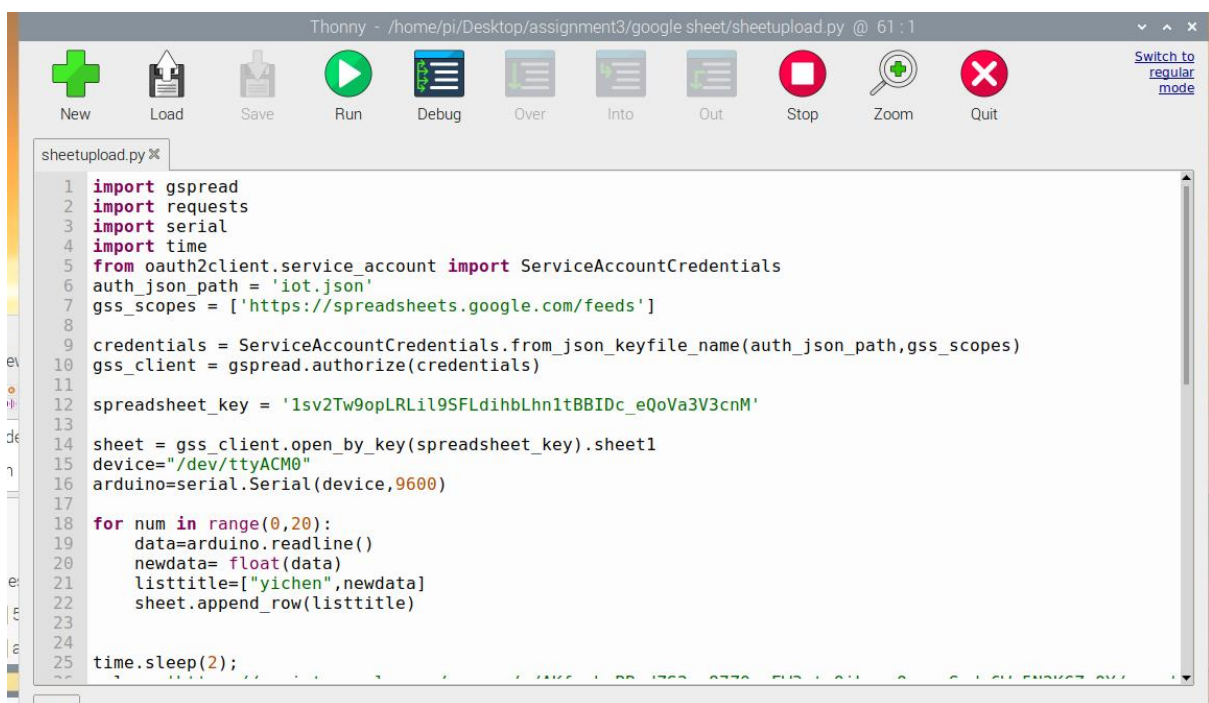 Thonny - /home/pi/Desktop/assignment3/google sheet/sheetupload.py @ 61 : 1
New Load Save Run Debug Over Into Out Stop Zoom Quit
Switch to
regular
mode
sheetupload.py
1 import gspread
2 import requests
3 import serial
4 import time
5 from oauth2client.service_account import ServiceAccountCredentials
6 auth_json_path = 'iot.json'
7 gss_scopes = ['https://spreadsheets.google.com/feeds']
8
9 credentials = ServiceAccountCredentials.from_json_keyfile_name(auth_json_path,gss_scopes)
10 gss_client = gspread.authorize(credentials)
11
12 spreadsheet_key = '1sv2Tw9opLRLil9SFLdihbLhn1tBBIDc_eQoVa3V3cnM'
13
14 sheet = gss_client.open_by_key(spreadsheet_key).sheet1
15 device="/dev/ttyACM0"
16 arduino=serial.Serial(device,9600)
17
18 for num in range(0,20):
19     data=arduino.readline()
20     newdata= float(data)
21     listtitle=["yichen",newdata]
22     sheet.append_row(listtitle)
23
24
25 time.sleep(2);